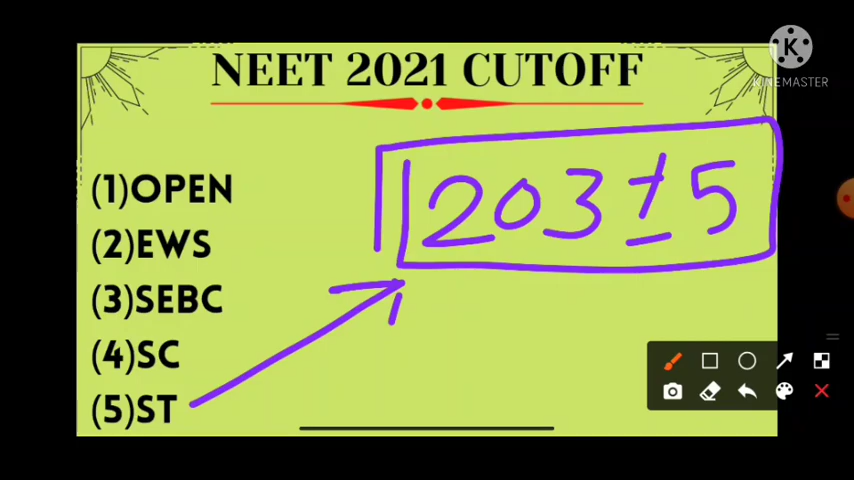 K
KINEMASTER
NEET 2021 CUTOFF
(1)OPEN
203 ± 5
(2)EWS
(3)SEBC
(4)SC
(5)ST